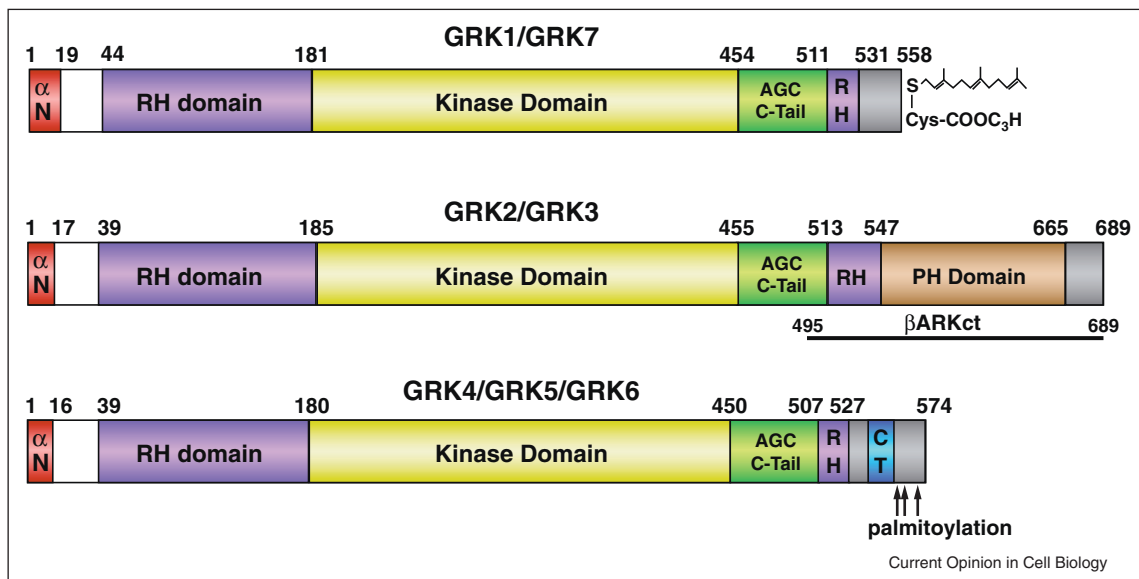 GRK1/GRK7
1 19 44 181 454 511 531 558
α N RH domain Kinase Domain AGC C-Tail R H S
Cys-COOC3H
GRK2/GRK3
1 17 39 185 455 513 547 665 689
α N RH domain Kinase Domain AGC C-Tail RH PH Domain
495 βARKct 689
GRK4/GRK5/GRK6
1 16 39 180 450 507 527 574
α N RH domain Kinase Domain AGC C-Tail R H C T
palmitoylation
Current Opinion in Cell Biology